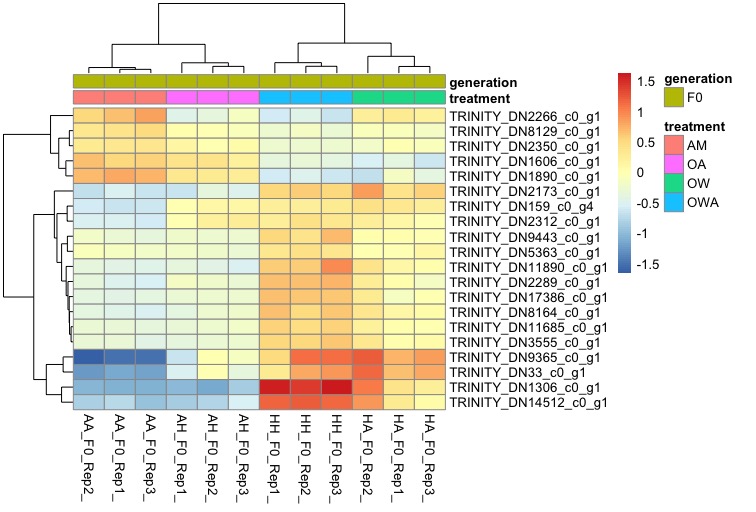 generation
treatment
TRINITY_DN2266_c0_g1
TRINITY_DN8129_c0_g1
TRINITY_DN2350_c0_g1
TRINITY_DN1606_c0_g1
TRINITY_DN1890_c0_g1
TRINITY_DN2173_c0_g1
TRINITY_DN159_c0_g4
TRINITY_DN2312_c0_g1
TRINITY_DN9443_c0_g1
TRINITY_DN5363_c0_g1
TRINITY_DN11890_c0_g1
TRINITY_DN2289_c0_g1
TRINITY_DN17386_c0_g1
TRINITY_DN8164_c0_g1
TRINITY_DN11685_c0_g1
TRINITY_DN3555_c0_g1
TRINITY_DN9365_c0_g1
TRINITY_DN33_c0_g1
TRINITY_DN1306_c0_g1
TRINITY_DN14512_c0_g1
AA_F0_Rep2_
AA_F0_Rep1_
AA_F0_Rep3_
AH_F0_Rep1_
AH_F0_Rep2_
AH_F0_Rep3_
HH_F0_Rep1_
HH_F0_Rep2_
HH_F0_Rep3_
HA_F0_Rep2_
HA_F0_Rep1_
HA_F0_Rep3_
1.5
1
0.5
0
-0.5
-1
-1.5
generation
F0
treatment
AM
OA
OW
OWA